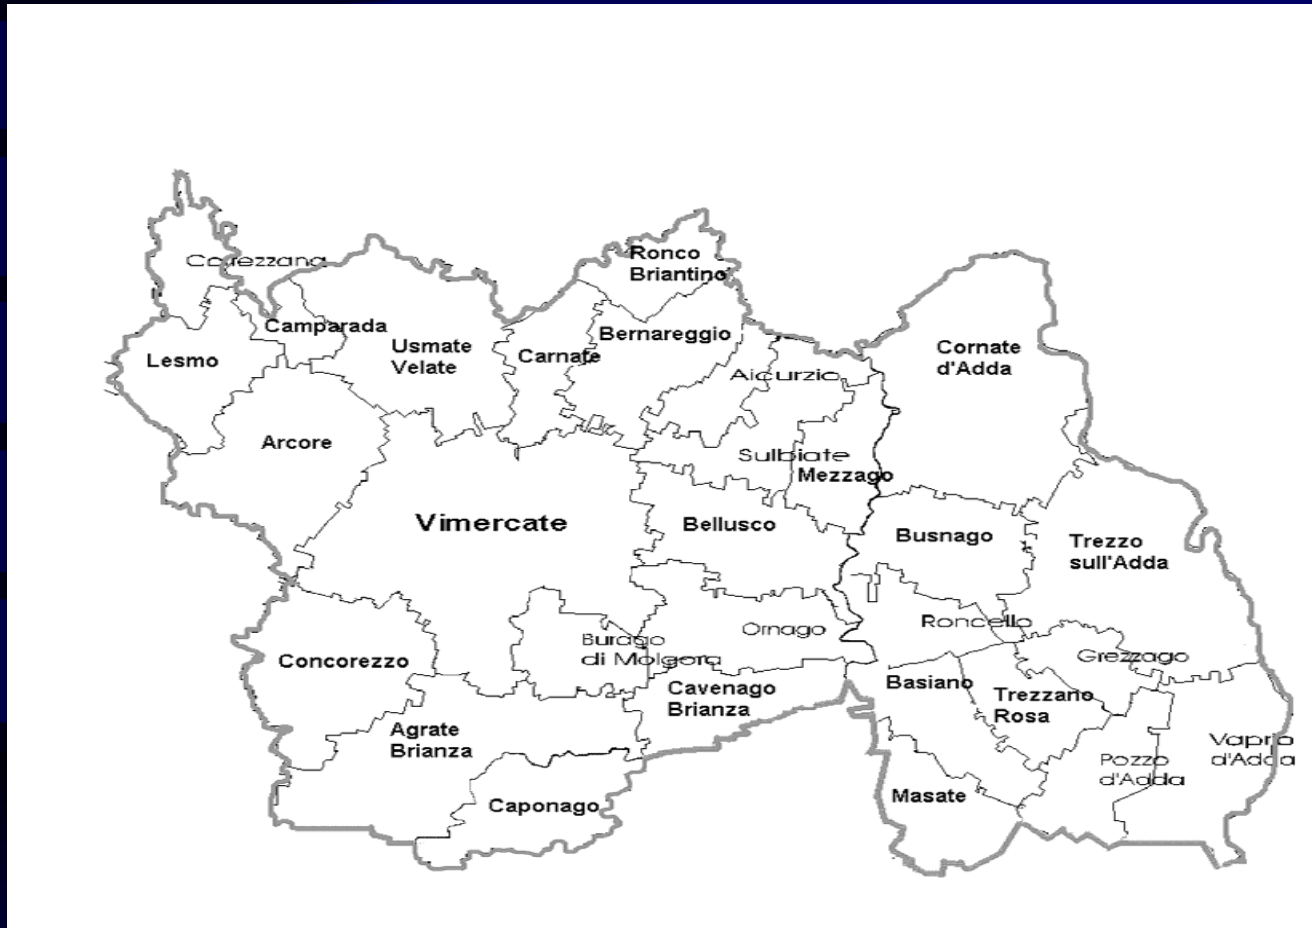 Correzzana
Ronco
Briantino
Camparada
Lesmo
Usmate
Velate
Carnate
Bernareggio
Aicurzio
Cornate
d'Adda
Arcore
Sulbiate
Mezzago
Vimercate
Bellusco
Busnago
Trezzo
sull'Adda
Burago
di Molgora
Ornago
Roncello
Grezzago
Concorezzo
Cavenago
Brianza
Basiano
Trezzano
Rosa
Agrate
Brianza
Vaprio
d'Adda
Pozzo
d'Adda
Caponago
Masate